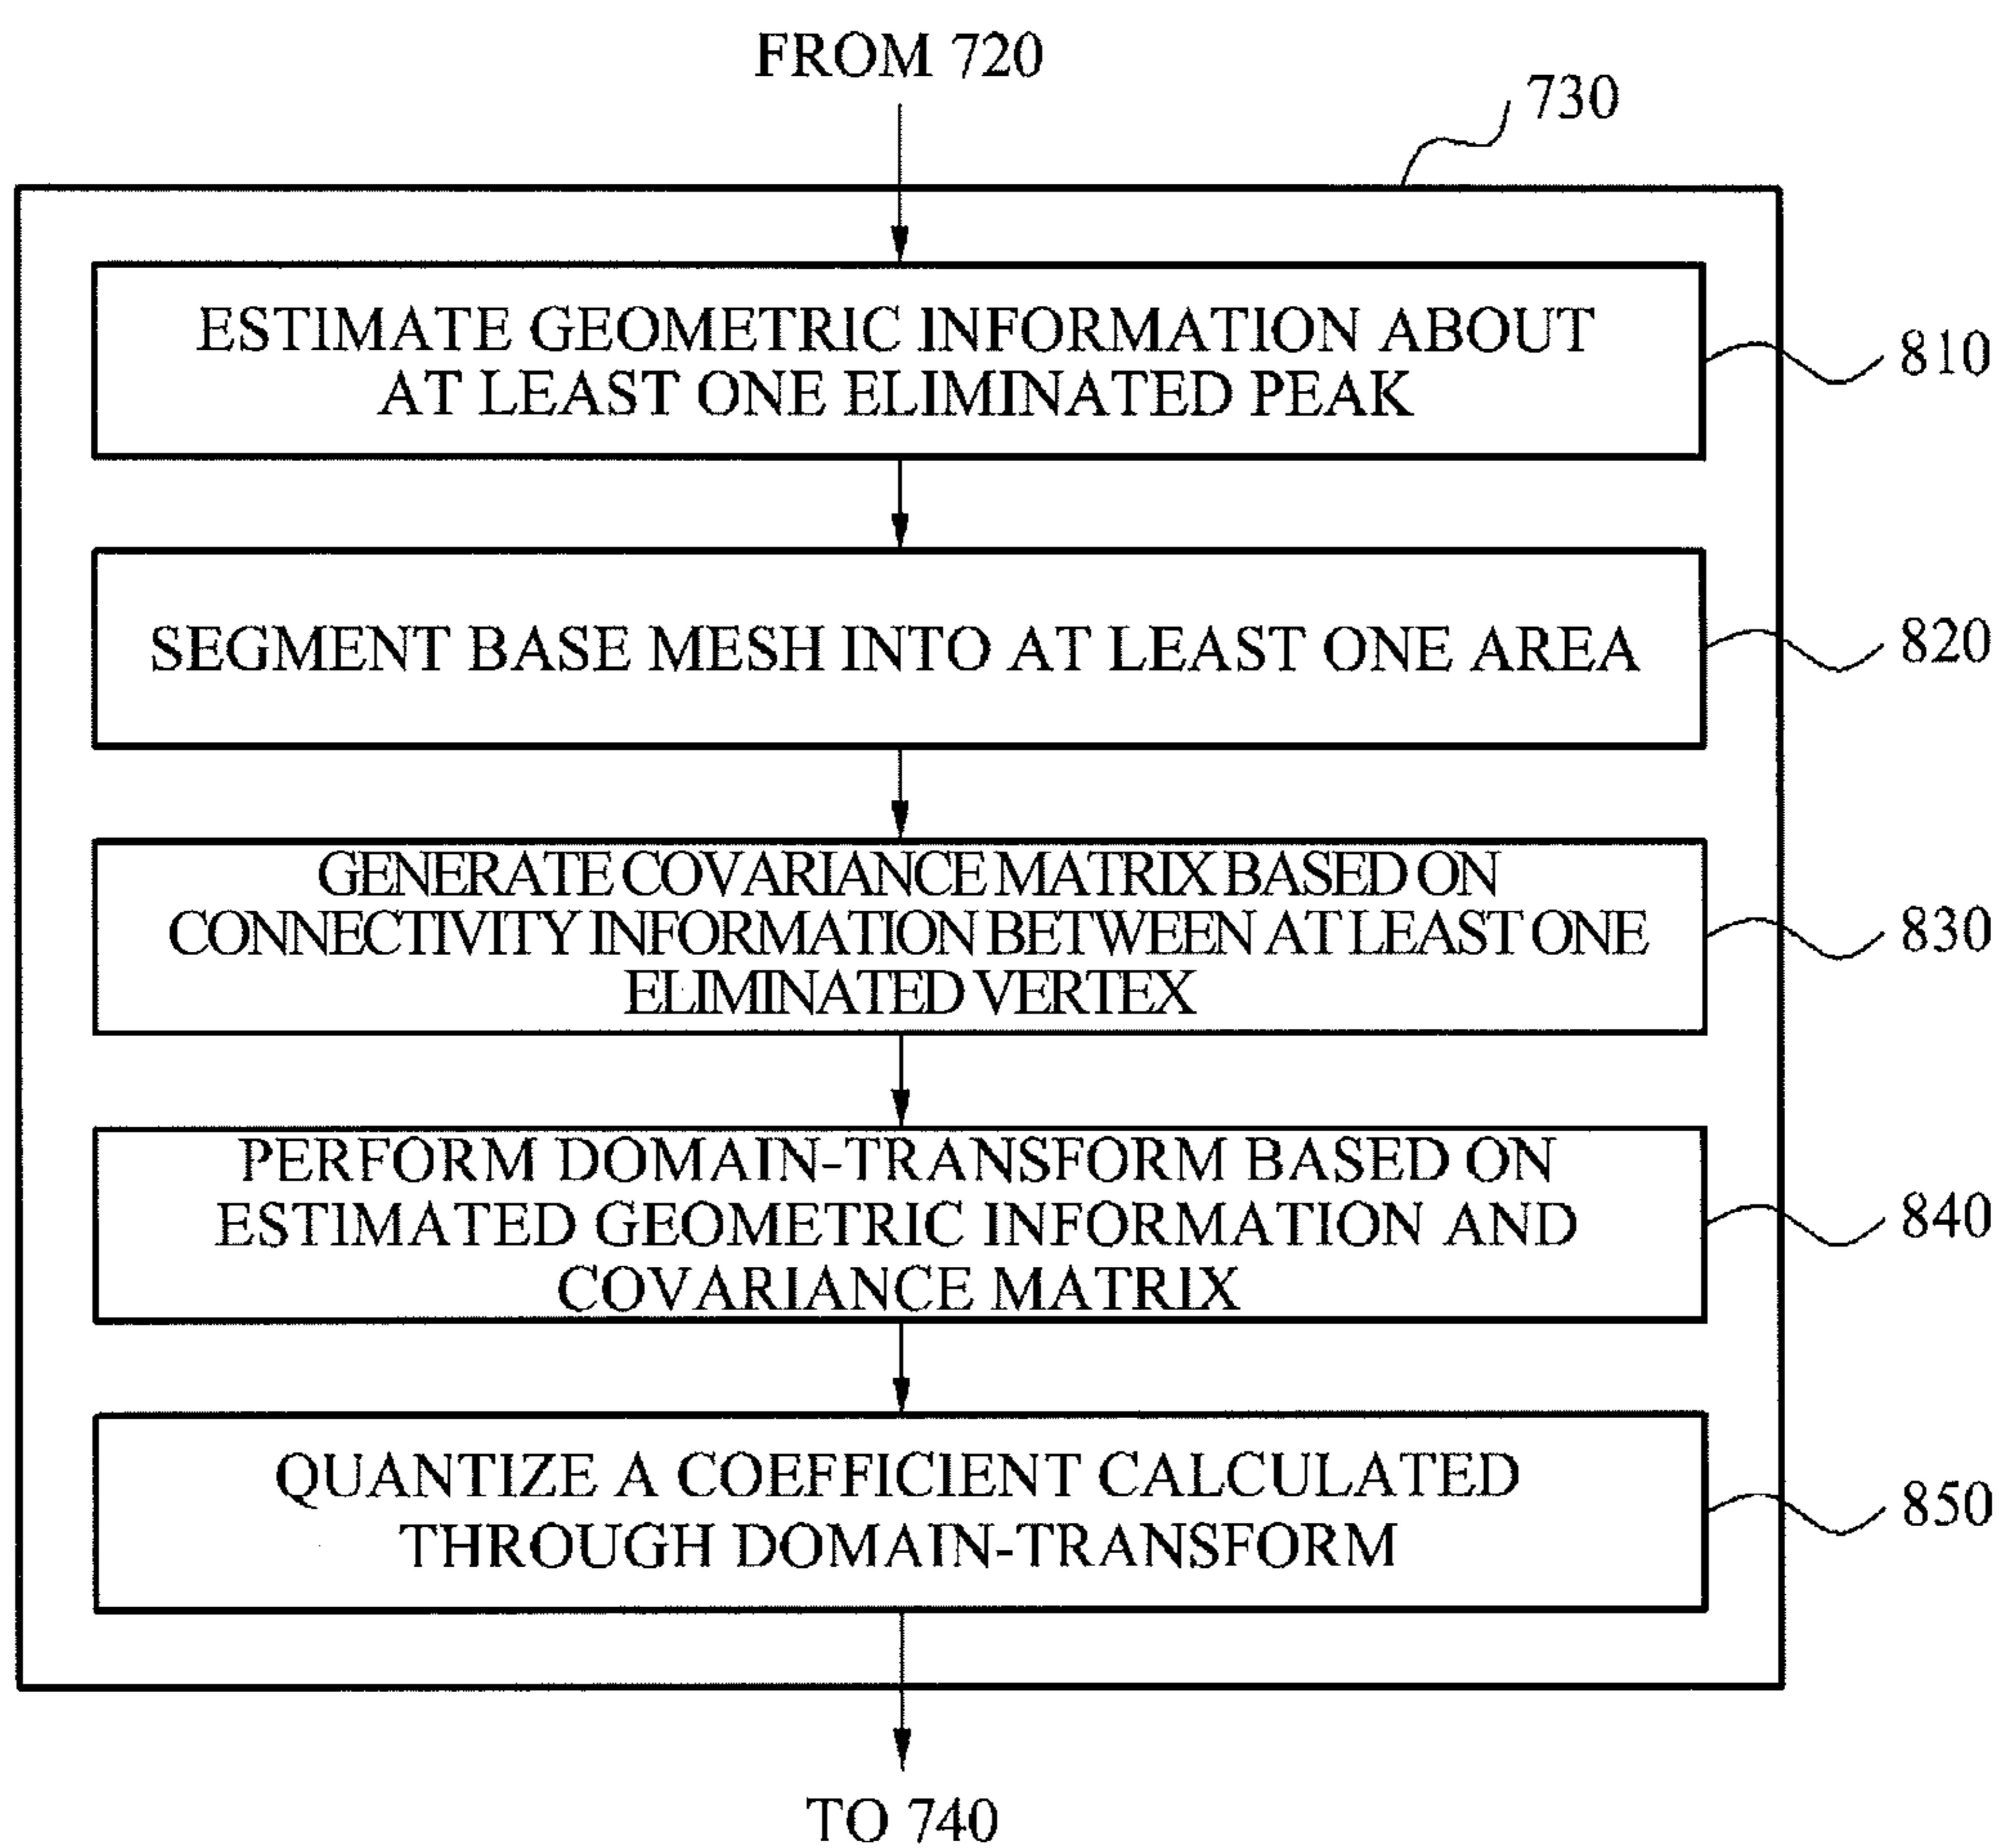 FROM 720
730
ESTIMATE GEOMETRIC INFORMATION ABOUT
AT LEAST ONE ELIMINATED PEAK
810
SEGMENT BASE MESH INTO AT LEAST ONE AREA
820
GENERATE COVARIANCE MATRIX BASED ON
CONNECTIVITY INFORMATION BETWEEN AT LEAST ONE
ELIMINATED VERTEX
830
PERFORM DOMAIN-TRANSFORM BASED ON
ESTIMATED GEOMETRIC INFORMATION AND
COVARIANCE MATRIX
840
QUANTIZE A COEFFICIENT CALCULATED
THROUGH DOMAIN-TRANSFORM
850
TO 740